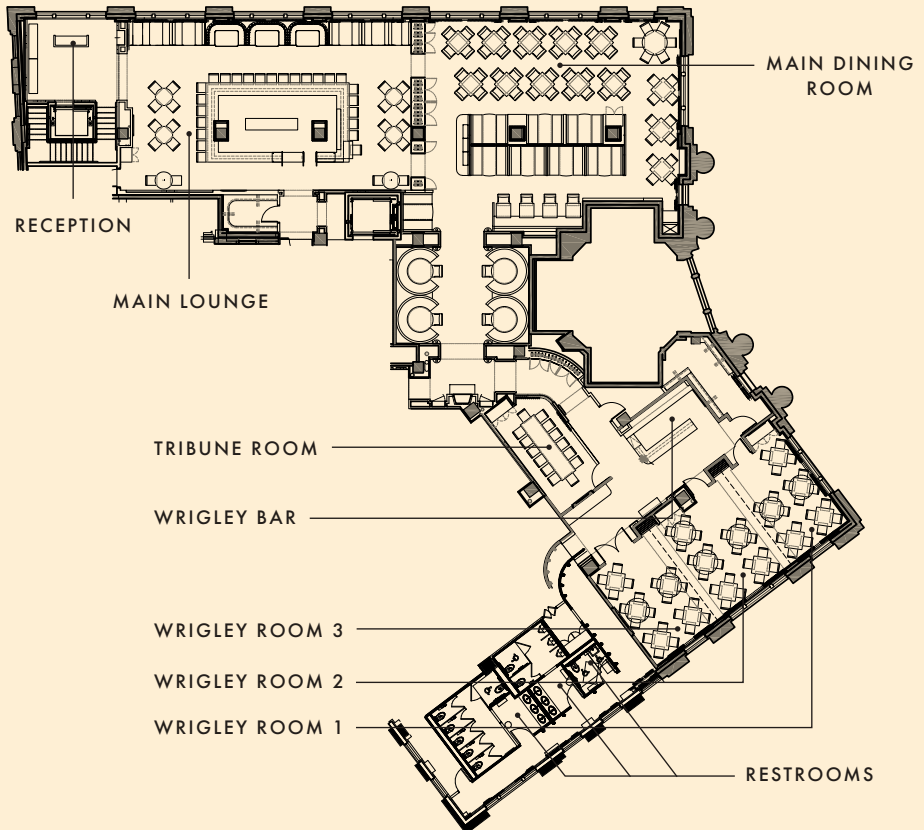 MAIN DINING
ROOM
RECEPTION
MAIN LOUNGE
TRIBUNE ROOM
WRIGLEY BAR
WRIGLEY ROOM 3
WRIGLEY ROOM 2
WRIGLEY ROOM 1
RESTROOMS